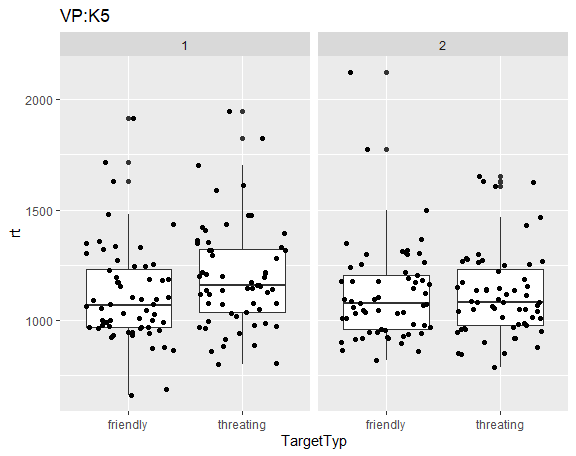 VP:K5
1
2
2000
1500
1000
rt
friendly
threating
friendly
threating
TargetTyp